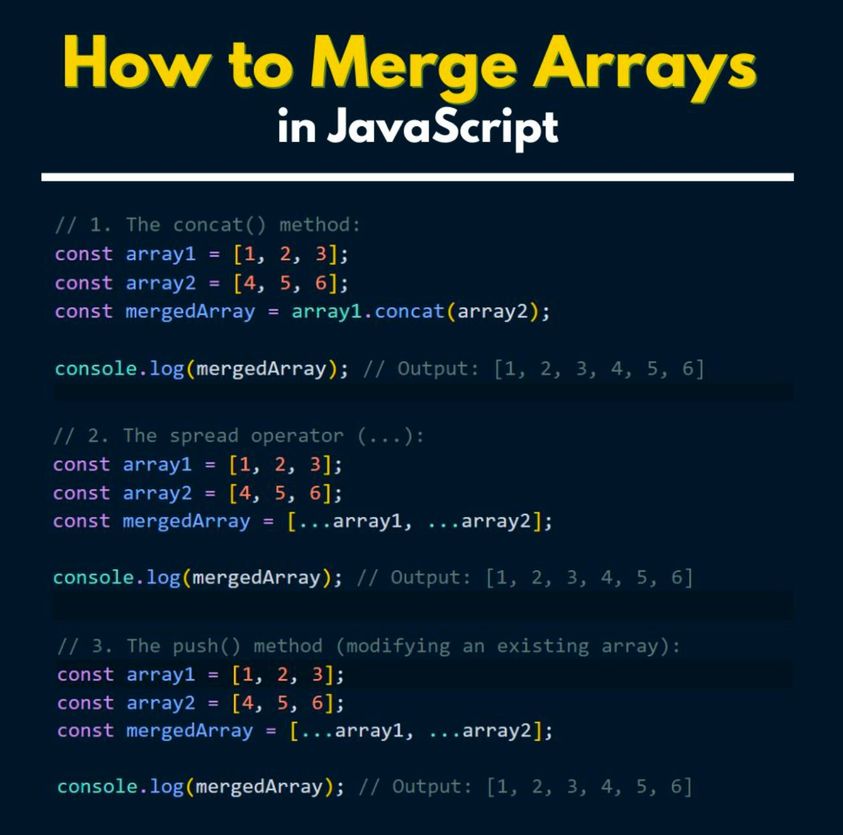 How to Merge Arrays
in JavaScript
// 1. The concat() method:
const array1 = [1, 2, 3];
const array2 = [4, 5, 6];
const mergedArray = array1.concat(array2);
console.log(mergedArray); // Output: [1, 2, 3, 4, 5, 6]
// 2. The spread operator (...):
const array1 = [1, 2, 3];
const array2 = [4, 5, 6];
const mergedArray = [...array1, ...array2];
console.log(mergedArray); // Output: [1, 2, 3, 4, 5, 6]
// 3. The push() method (modifying an existing array):
const array1 = [1, 2, 3];
const array2 = [4, 5, 6];
const mergedArray = [...array1, ...array2];
console.log(mergedArray); // Output: [1, 2, 3, 4, 5, 6]